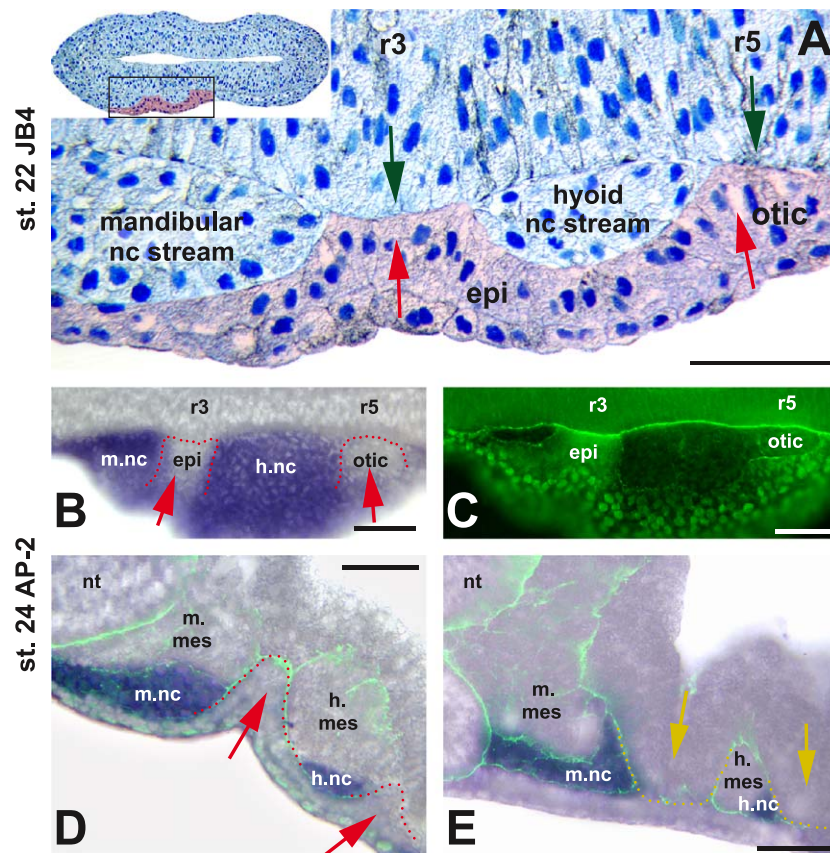 st. 22 JB4
r3
r5
A
mandibular
nc stream
hyoid
nc stream
otic
epi
st. 24 AP-2
r3
r5
m.nc
epi
h.nc
otic
B
r3
r5
epi
otic
C
nt
m.
mes
m.nc
h.
mes
h.nc
D
nt
m.
mes
m.nc
h.
mes
h.nc
E